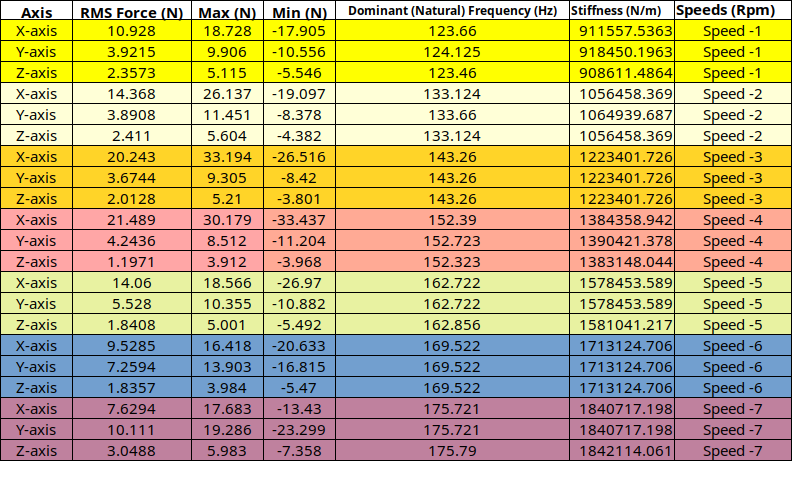 Axis RMS Force (N) Max (N) Min (N) Dominant (Natural) Frequency (Hz) Stiffness (N/m) Speeds (Rpm)
X-axis 10.928 18.728 -17.905 123.66 911557.5363 Speed -1
Y-axis 3.9215 9.906 -10.556 124.125 918450.1963 Speed -1
Z-axis 2.3573 5.115 -5.546 123.46 908611.4864 Speed -1
X-axis 14.368 26.137 -19.097 133.124 1056458.369 Speed -2
Y-axis 3.8908 11.451 -8.378 133.66 1064939.687 Speed -2
Z-axis 2.411 5.604 -4.382 133.124 1056458.369 Speed -2
X-axis 20.243 33.194 -26.516 143.26 1223401.726 Speed -3
Y-axis 3.6744 9.305 -8.42 143.26 1223401.726 Speed -3
Z-axis 2.0128 5.21 -3.801 143.26 1223401.726 Speed -3
X-axis 21.489 30.179 -33.437 152.39 1384358.942 Speed -4
Y-axis 4.2436 8.512 -11.204 152.723 1390421.378 Speed -4
Z-axis 1.1971 3.912 -3.968 152.323 1383148.044 Speed -4
X-axis 14.06 18.566 -26.97 162.722 1578453.589 Speed -5
Y-axis 5.528 10.355 -10.882 162.722 1578453.589 Speed -5
Z-axis 1.8408 5.001 -5.492 162.856 1581041.217 Speed -5
X-axis 9.5285 16.418 -20.633 169.522 1713124.706 Speed -6
Y-axis 7.2594 13.903 -16.815 169.522 1713124.706 Speed -6
Z-axis 1.8357 3.984 -5.47 169.522 1713124.706 Speed -6
X-axis 7.6294 17.683 -13.43 175.721 1840717.198 Speed -7
Y-axis 10.111 19.286 -23.299 175.721 1840717.198 Speed -7
Z-axis 3.0488 5.983 -7.358 175.79 1842114.061 Speed -7